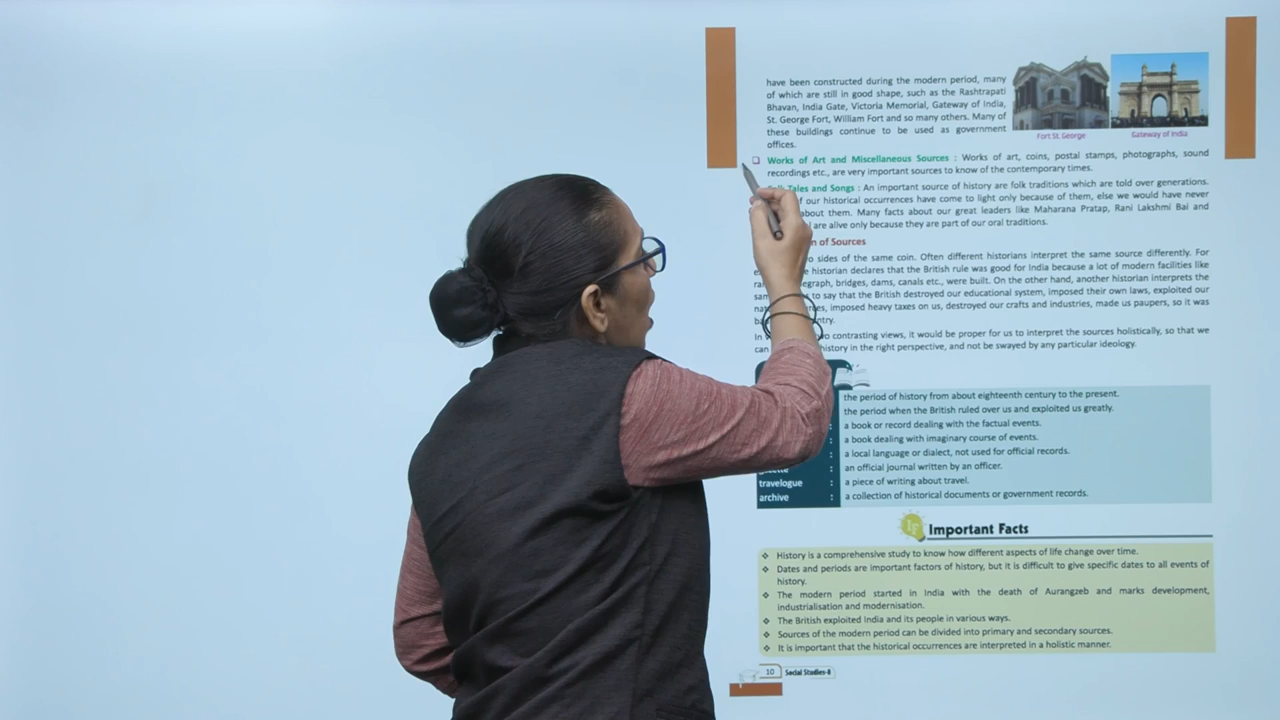 have been constructed during the modern period, many
of which are still in good shape, such as the Rashtrapati
Bhavan, India Gate, Victoria Memorial, Gateway of India,
St. George Fort, William Fort and so many others. Many of
these buildings continue to be used as government
offices.
Fort St. George
Gateway of India
❑ Works of Art and Miscellaneous Sources : Works of art, coins, postal stamps, photographs, sound
recordings etc., are very important sources to know of the contemporary times.
Tales and Songs : An important source of history are folk traditions which are told over generations.
of our historical occurrences have come to light only because of them, else we would have never
about them. Many facts about our great leaders like Maharana Pratap, Rani Lakshmi Bai and
are alive only because they are part of our oral traditions.
of Sources
sides of the same coin. Often different historians interpret the same source differently. For
historian declares that the British rule was good for India because a lot of modern facilities like
bridges, dams, canals etc., were built. On the other hand, another historian interprets the
to say that the British destroyed our educational system, imposed their own laws, exploited our
imposed heavy taxes on us, destroyed our crafts and industries, made us paupers, so it was
In contrasting views, it would be proper for us to interpret the sources holistically, so that we
can history in the right perspective, and not be swayed by any particular ideology.
the period of history from about eighteenth century to the present.
the period when the British ruled over us and exploited us greatly.
: a book or record dealing with the factual events.
: a book dealing with imaginary course of events.
: a local language or dialect, not used for official records.
: an official journal written by an officer.
travelogue : a piece of writing about travel.
archive : a collection of historical documents or government records.
IF Important Facts
❖ History is a comprehensive study to know how different aspects of life change over time.
❖ Dates and periods are important factors of history, but it is difficult to give specific dates to all events of
history.
❖ The modern period started in India with the death of Aurangzeb and marks development,
industrialisation and modernisation.
❖ The British exploited India and its people in various ways.
❖ Sources of the modern period can be divided into primary and secondary sources.
❖ It is important that the historical occurrences are interpreted in a holistic manner.
10 Social Studies-8